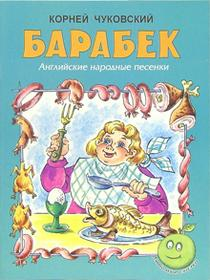 КОРНЕЙ ЧУКОВСКИЙ
БАРАБЕК
Английские народные песенки